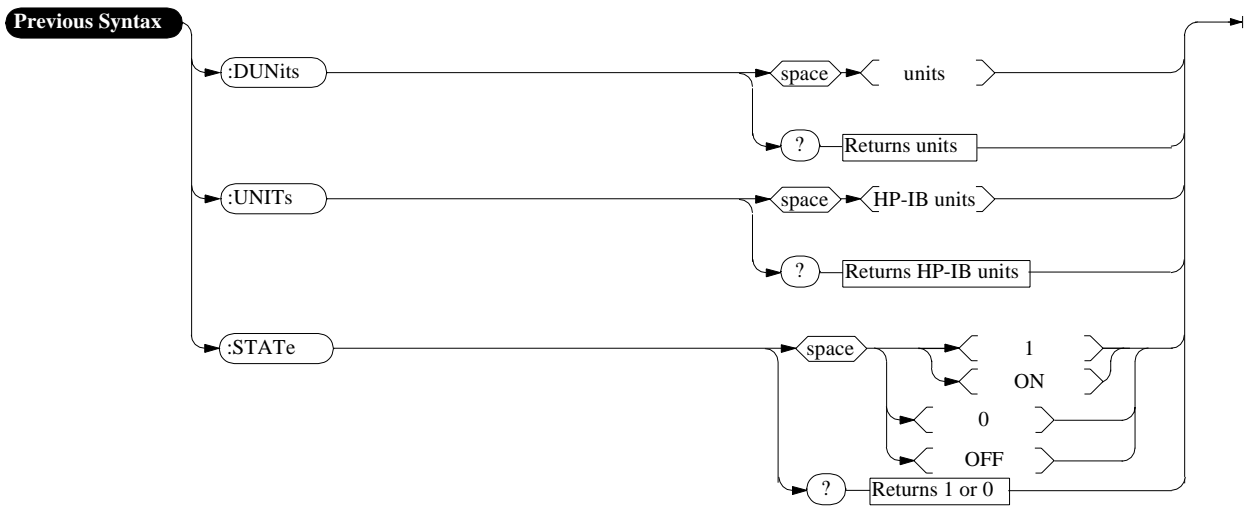 Previous Syntax
:DUNits space units
? Returns units
:UNITs space HP-IB units
? Returns HP-IB units
:STATe space 1
ON
0
OFF
? Returns 1 or 0